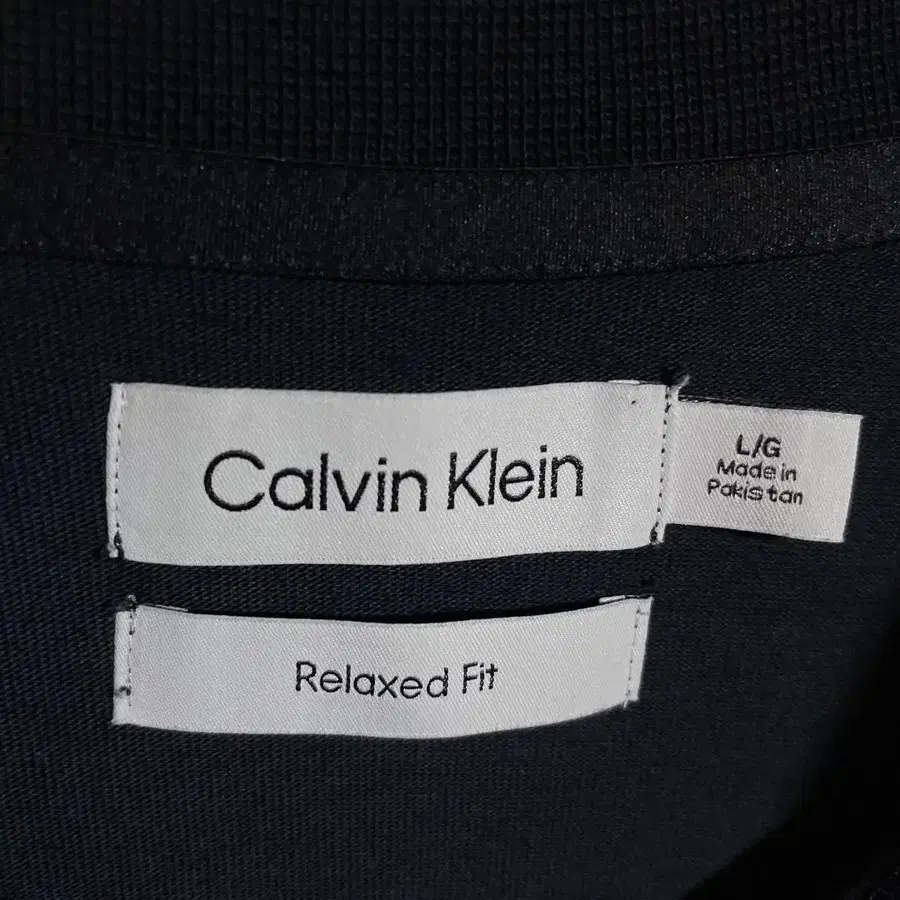 Calvin Klein
L/G
Made in
Pakistan
Relaxed Fit